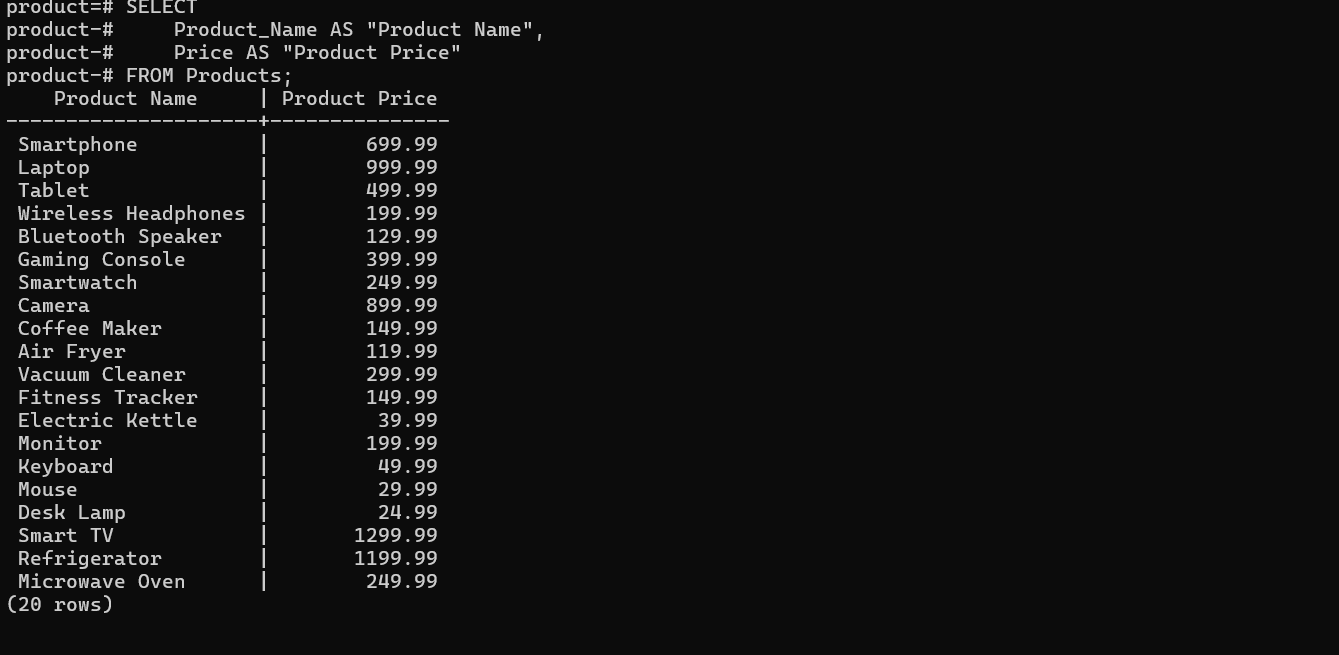 product=# SELECT
product-#     Product_Name AS "Product Name",
product-#     Price AS "Product Price"
product-# FROM Products;
    Product Name     | Product Price
---------------------+---------------
 Smartphone          |        699.99
 Laptop              |        999.99
 Tablet              |        499.99
 Wireless Headphones |        199.99
 Bluetooth Speaker   |        129.99
 Gaming Console      |        399.99
 Smartwatch          |        249.99
 Camera              |        899.99
 Coffee Maker        |        149.99
 Air Fryer           |        119.99
 Vacuum Cleaner      |        299.99
 Fitness Tracker     |        149.99
 Electric Kettle     |         39.99
 Monitor             |        199.99
 Keyboard            |         49.99
 Mouse               |         29.99
 Desk Lamp           |         24.99
 Smart TV            |       1299.99
 Refrigerator        |       1199.99
 Microwave Oven      |        249.99
(20 rows)